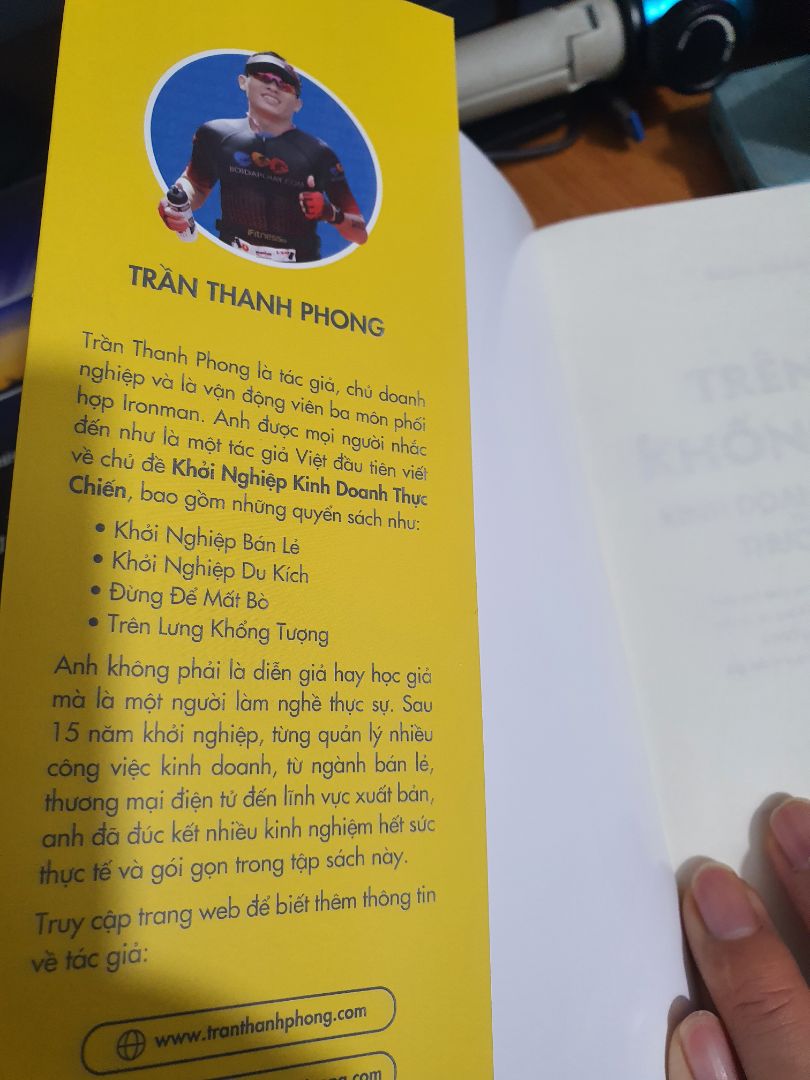 BOIDAPCHAY.COM
iFitness
TRẦN THANH PHONG
Trần Thanh Phong là tác giả, chủ doanh
nghiệp và là vận động viên ba môn phối
hợp Ironman. Anh được mọi người nhắc
đến như là một tác giả Việt đầu tiên viết
về chủ đề Khởi Nghiệp Kinh Doanh Thực
Chiến, bao gồm những quyển sách như:
• Khởi Nghiệp Bán Lẻ
• Khởi Nghiệp Du Kích
• Đừng Để Mất Bò
• Trên Lưng Khổng Tượng
Anh không phải là diễn giả hay học giả
mà là một người làm nghề thực sự. Sau
15 năm khởi nghiệp, từng quản lý nhiều
công việc kinh doanh, từ ngành bán lẻ,
thương mại điện tử đến lĩnh vực xuất bản,
anh đã đúc kết nhiều kinh nghiệm hết sức
thực tế và gói gọn trong tập sách này.
Truy cập trang web để biết thêm thông tin
về tác giả:
www.tranthanhphong.com
TRÊN